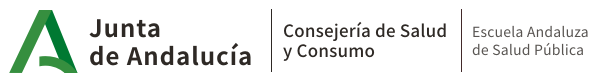 Junta
de Andalucía
Consejería de Salud
y Consumo
Escuela Andaluza
de Salud Pública